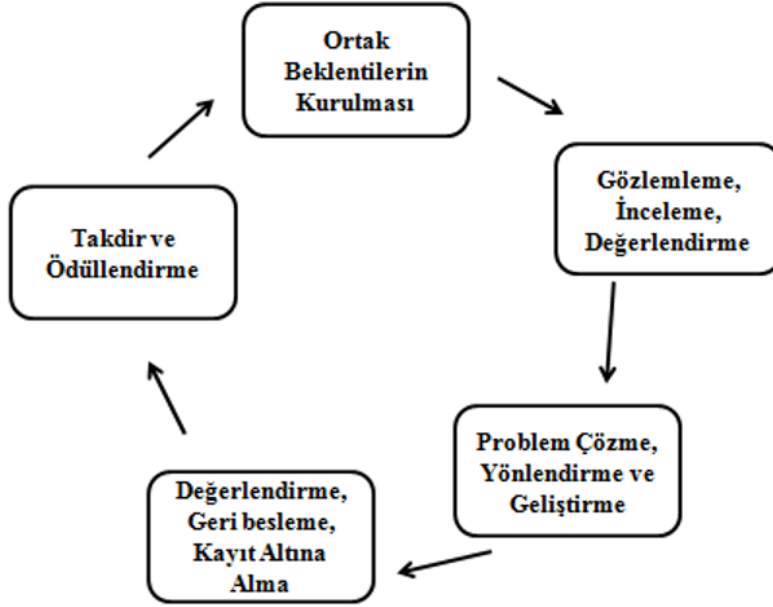 Ortak
Beklentilerin
Kurulması
Gözlemleme,
İnceleme,
Değerlendirme
Problem Çözme,
Yönlendirme ve
Geliştirme
Değerlendirme,
Geri besleme,
Kayıt Altına
Alma
Takdir ve
Ödüllendirme